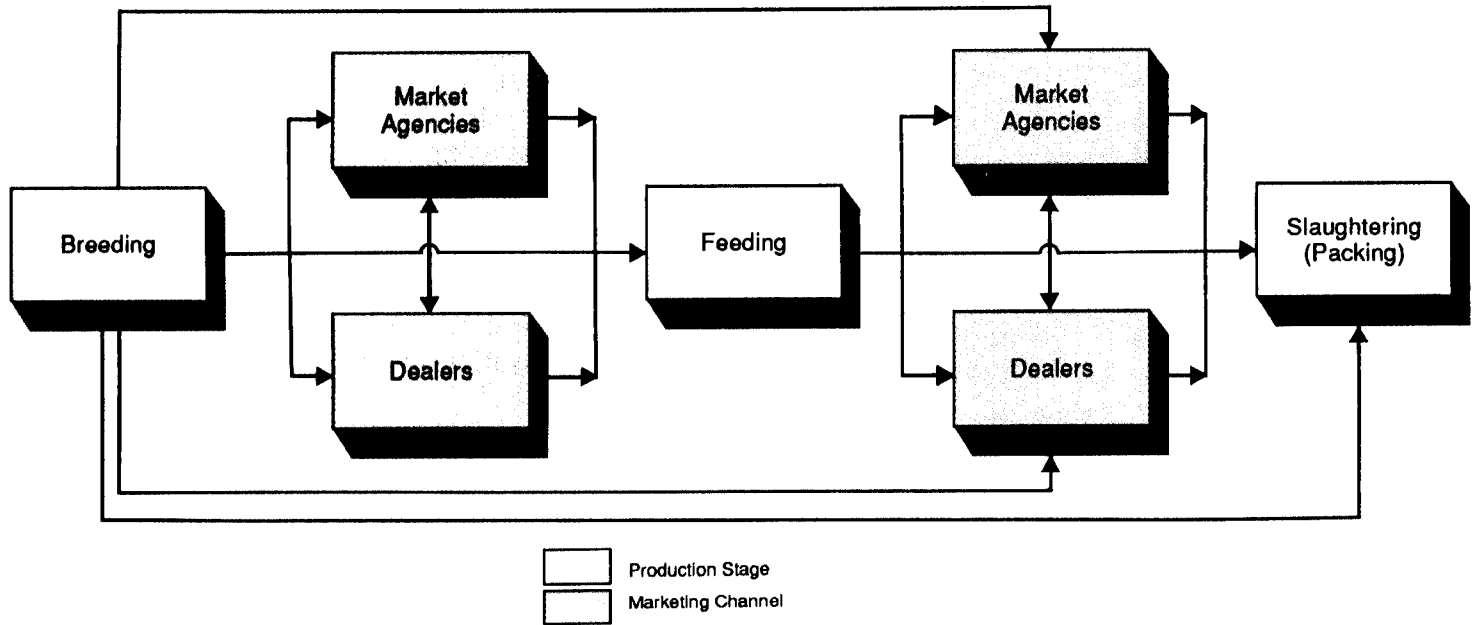 Market
Agencies
Market
Agencies
Breeding
Feeding
Slaughtering
(Packing)
Dealers
Dealers
Production Stage
Marketing Channel